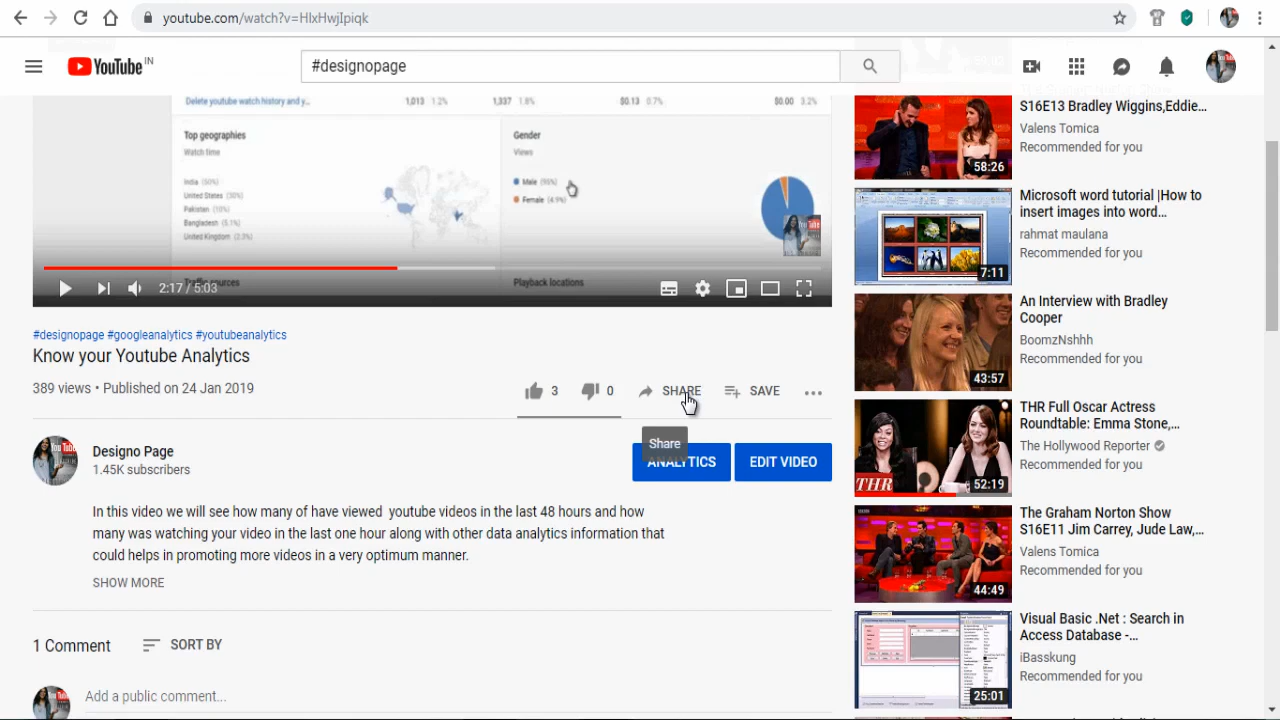 youtube.com/watch?v=HlxHwjIpiqk
YouTube IN
#designopage
Delete youtube watch history and y... 1,013 1.2% 1,337 1.8% $0.13 0.7% $0.00 3.2%
Top geographies
Watch time
India (50%)
United States (30%)
Pakistan (10%)
Bangladesh (5.1%)
United Kingdom (2.3%)
Gender
Views
Male (95%)
Female (4.9%)
Playback locations
2:17 / 5:03
#designopage #googleanalytics #youtubeanalytics
Know your Youtube Analytics
389 views • Published on 24 Jan 2019
3 0 SHARE SAVE
Share
Designo Page
1.45K subscribers
ANALYTICS EDIT VIDEO
In this video we will see how many of have viewed youtube videos in the last 48 hours and how
many was watching your video in the last one hour along with other data analytics information that
could helps in promoting more videos in a very optimum manner.
SHOW MORE
1 Comment SORT BY
Add a public comment...
S16E13 Bradley Wiggins,Eddie...
Valens Tomica
Recommended for you
58:26
Microsoft word tutorial |How to
insert images into word...
rahmat maulana
Recommended for you
7:11
An Interview with Bradley
Cooper
BoomzNshhh
Recommended for you
43:57
THR Full Oscar Actress
Roundtable: Emma Stone,...
The Hollywood Reporter
Recommended for you
THR
52:19
The Graham Norton Show
S16E11 Jim Carrey, Jude Law,...
Valens Tomica
Recommended for you
44:49
Visual Basic .Net : Search in
Access Database - ...
iBasskung
Recommended for you
25:01